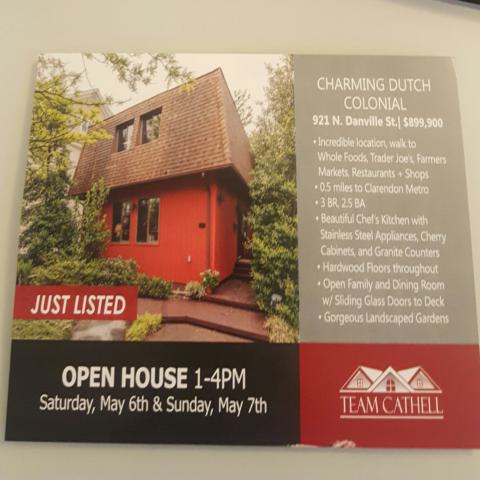 CHARMING DUTCH
COLONIAL
921 N. Danville St.| $899,900
• Incredible location, walk to
Whole Foods, Trader Joe's, Farmers
Markets, Restaurants + Shops
• 0.5 miles to Clarendon Metro
• 3 BR, 2.5 BA
• Beautiful Chef's Kitchen with
Stainless Steel Appliances, Cherry
Cabinets, and Granite Counters
• Hardwood Floors throughout
• Open Family and Dining Room
w/ Sliding Glass Doors to Deck
• Gorgeous Landscaped Gardens
JUST LISTED
OPEN HOUSE 1-4PM
Saturday, May 6th & Sunday, May 7th
TEAM CATHELL